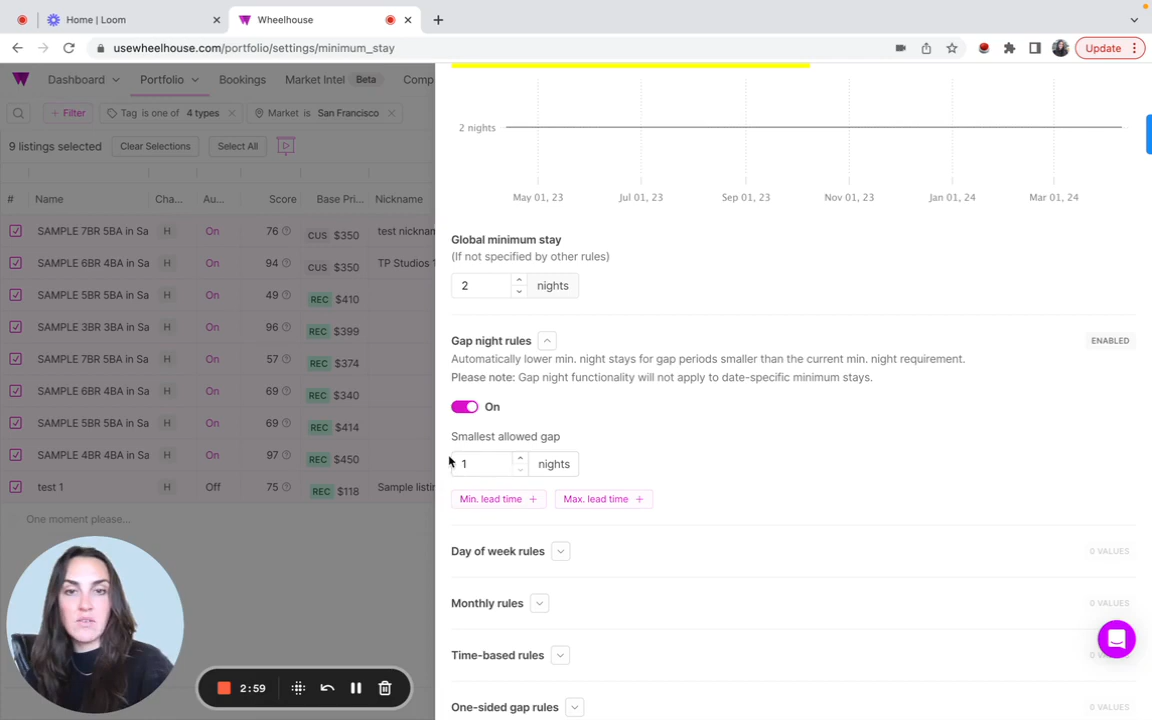 Home | Loom
Wheelhouse
usewheelhouse.com/portfolio/settings/minimum_stay
Update
Dashboard
Portfolio
Bookings
Market Intel
Beta
Comp
Filter
Tag is one of 4 types
Market is San Francisco
9 listings selected
Clear Selections
Select All
# Name Cha... Au... Score Base Pri... Nickname
SAMPLE 7BR 5BA in Sa H On 76 CUS $350 test nicknam
SAMPLE 6BR 4BA in Sa H On 94 CUS $350 TP Studios 1
SAMPLE 5BR 5BA in Sa H On 49 REC $410
SAMPLE 3BR 3BA in Sa H On 96 REC $399
SAMPLE 7BR 5BA in Sa H On 57 REC $374
SAMPLE 6BR 4BA in Sa H On 69 REC $340
SAMPLE 5BR 5BA in Sa H On 69 REC $414
SAMPLE 4BR 4BA in Sa H On 97 REC $450
test 1 H Off 75 REC $118 Sample listin
One moment please...
2:59
2 nights
May 01, 23 Jul 01, 23 Sep 01, 23 Nov 01, 23 Jan 01, 24 Mar 01, 24
Global minimum stay
(If not specified by other rules)
2 nights
Gap night rules ENABLED
Automatically lower min. night stays for gap periods smaller than the current min. night requirement.
Please note: Gap night functionality will not apply to date-specific minimum stays.
On
Smallest allowed gap
1 nights
Min. lead time + Max. lead time +
Day of week rules 0 VALUES
Monthly rules 0 VALUES
Time-based rules 0 VALUES
One-sided gap rules 0 VALUES